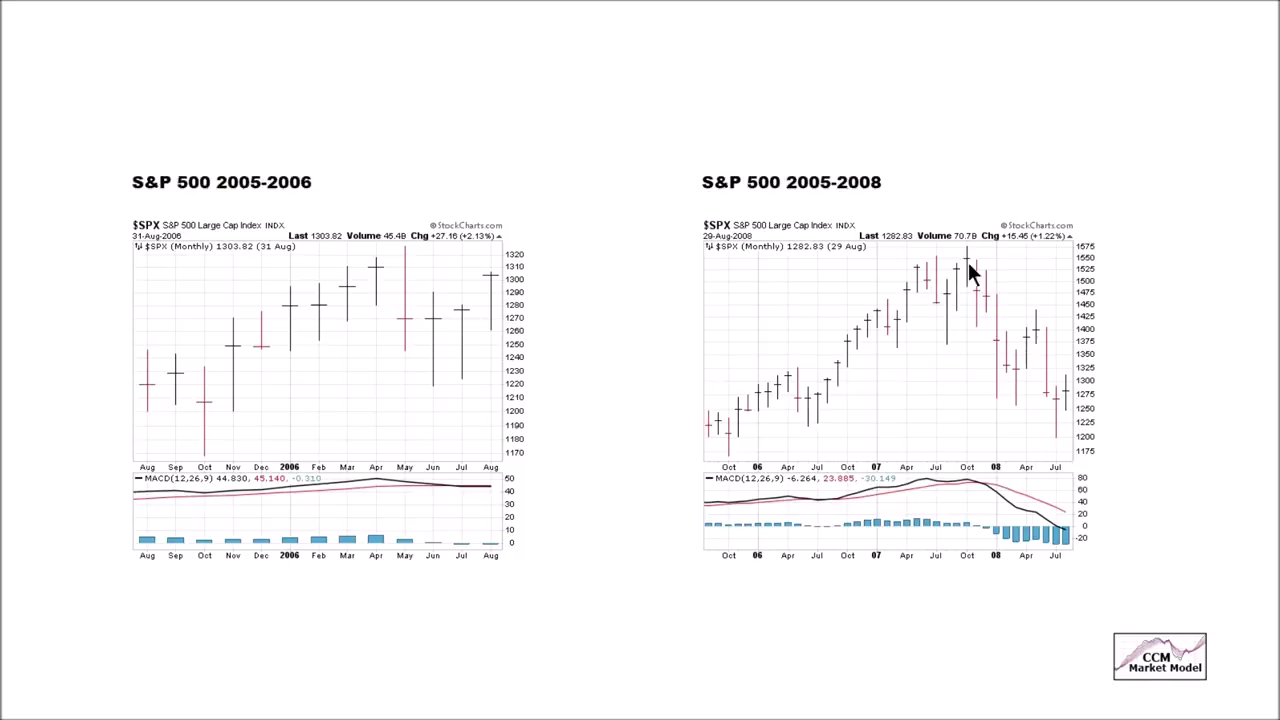 S&P 500 2005-2006
$SPX S&P 500 Large Cap Index INDX
© StockCharts.com
31-Aug-2006
Last 1303.82 Volume 45.4B Chg +27.16 (+2.13%)
$SPX (Monthly) 1303.82 (31 Aug)
1320
1310
1300
1290
1280
1270
1260
1250
1240
1230
1220
1210
1200
1190
1180
1170
Aug Sep Oct Nov Dec 2006 Feb Mar Apr May Jun Jul Aug
MACD(12,26,9) 44.830, 45.140, -0.310
50
40
30
20
10
0
Aug Sep Oct Nov Dec 2006 Feb Mar Apr May Jun Jul Aug
S&P 500 2005-2008
$SPX S&P 500 Large Cap Index INDX
© StockCharts.com
29-Aug-2008
Last 1282.83 Volume 70.7B Chg +15.45 (+1.22%)
$SPX (Monthly) 1282.83 (29 Aug)
1575
1550
1525
1500
1475
1450
1425
1400
1375
1350
1325
1300
1275
1250
1225
1200
1175
Oct 06 Apr Jul Oct 07 Apr Jul Oct 08 Apr Jul
MACD(12,26,9) -6.264, 23.885, -30.149
80
60
40
20
0
-20
Oct 06 Apr Jul Oct 07 Apr Jul Oct 08 Apr Jul
CCM
Market Model